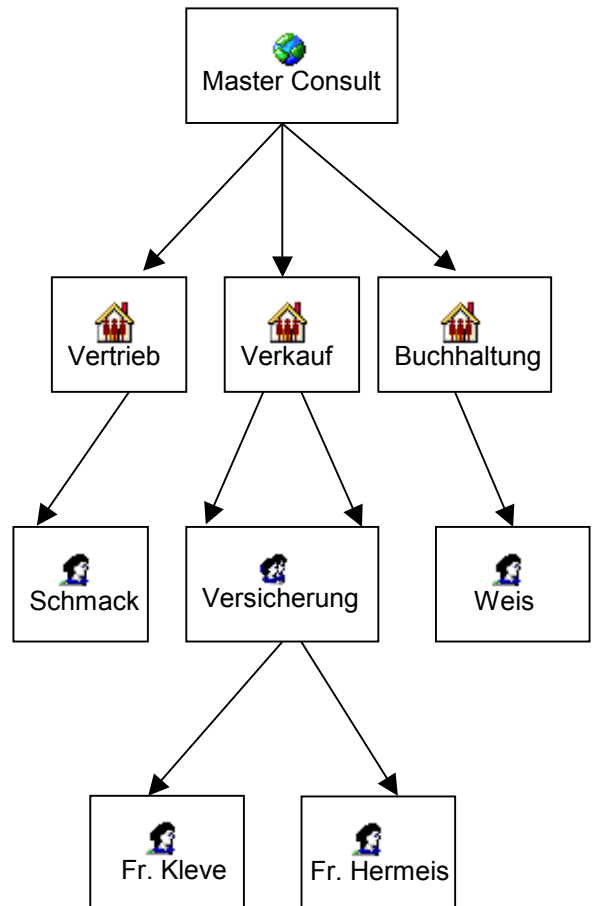 Master Consult
Vertrieb
Verkauf
Buchhaltung
Schmack
Versicherung
Weis
Fr. Kleve
Fr. Hermeis